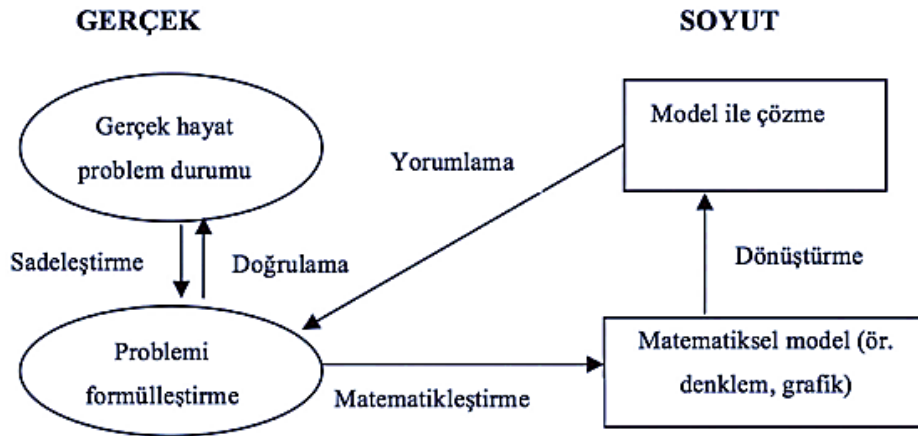 GERÇEK
SOYUT
Gerçek hayat
problem durumu
Model ile çözme
Yorumlama
Sadeleştirme
Doğrulama
Dönüştürme
Problemi
formülleştirme
Matematiksel model (ör.
denklem, grafik)
Matematikleştirme